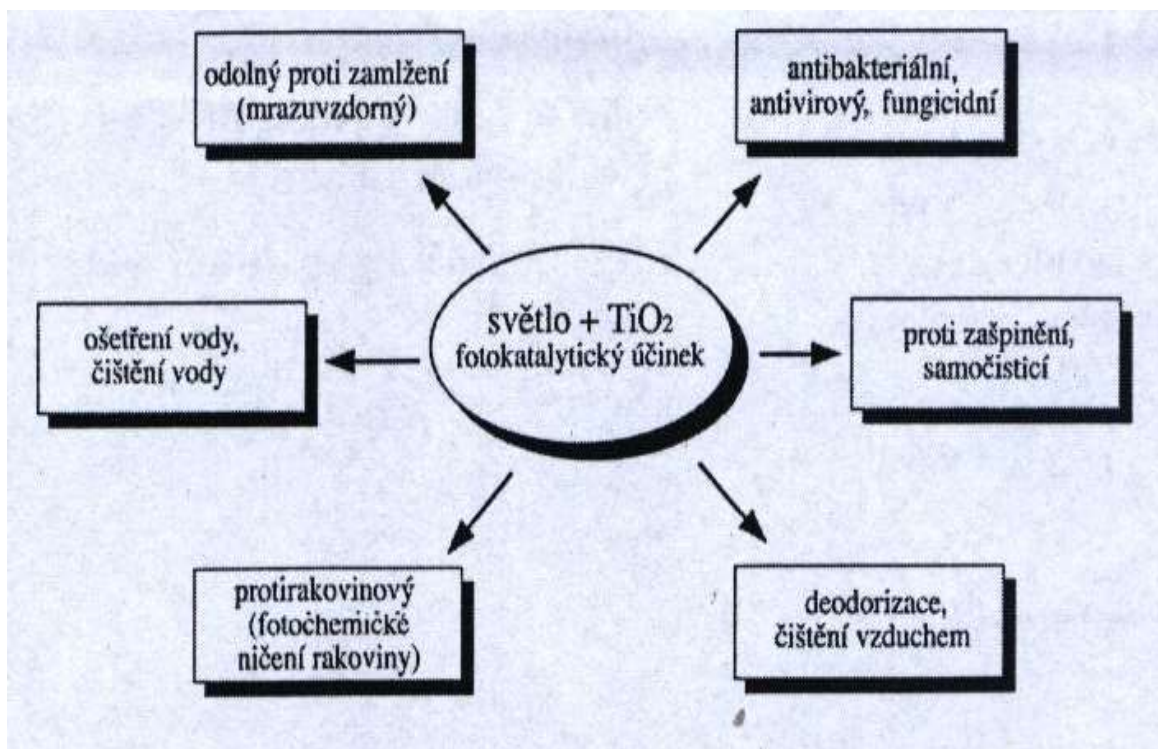 odolný proti zamlžení
(mrazuvzdorný)
antibakteriální,
antivirový, fungicidní
ošetření vody,
čištění vody
světlo + TiO₂
fotokatalytický účinek
proti zašpinění,
samočisticí
protirakovinový
(fotochemické
ničení rakoviny)
deodorizace,
čištění vzduchem